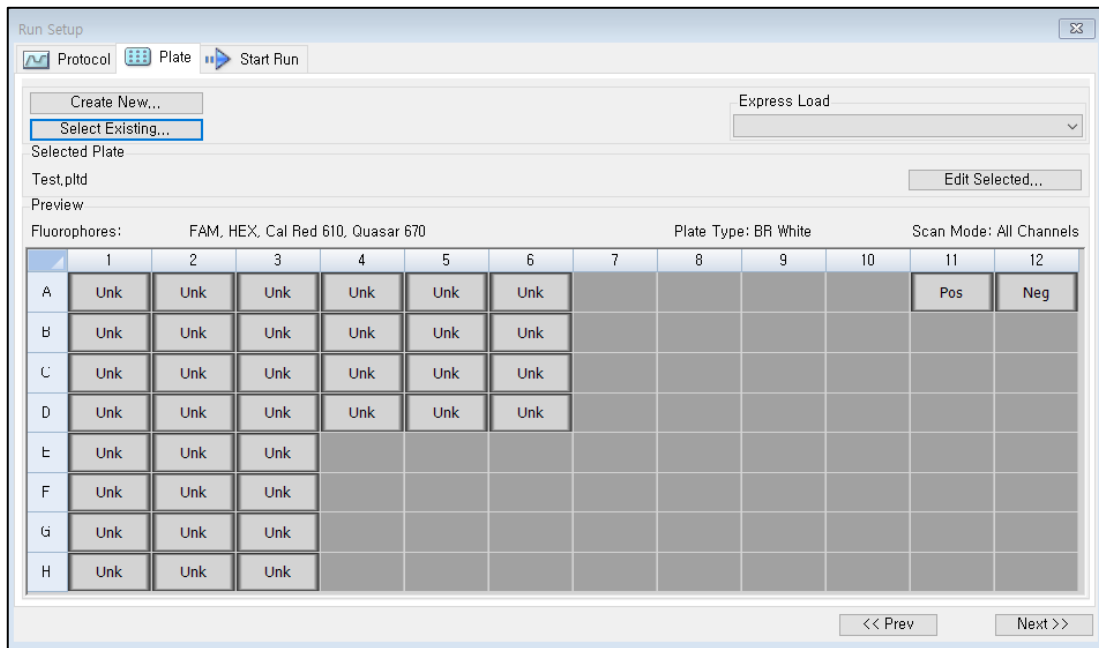 Run Setup
Protocol Plate Start Run
Create New...
Express Load
Select Existing...
Selected Plate
Test.pltd
Edit Selected...
Preview
Fluorophores: FAM, HEX, Cal Red 610, Quasar 670 Plate Type: BR White Scan Mode: All Channels
1 2 3 4 5 6 7 8 9 10 11 12
A Unk Unk Unk Unk Unk Unk Pos Neg
B Unk Unk Unk Unk Unk Unk
C Unk Unk Unk Unk Unk Unk
D Unk Unk Unk Unk Unk Unk
E Unk Unk Unk
F Unk Unk Unk
G Unk Unk Unk
H Unk Unk Unk
<< Prev Next >>